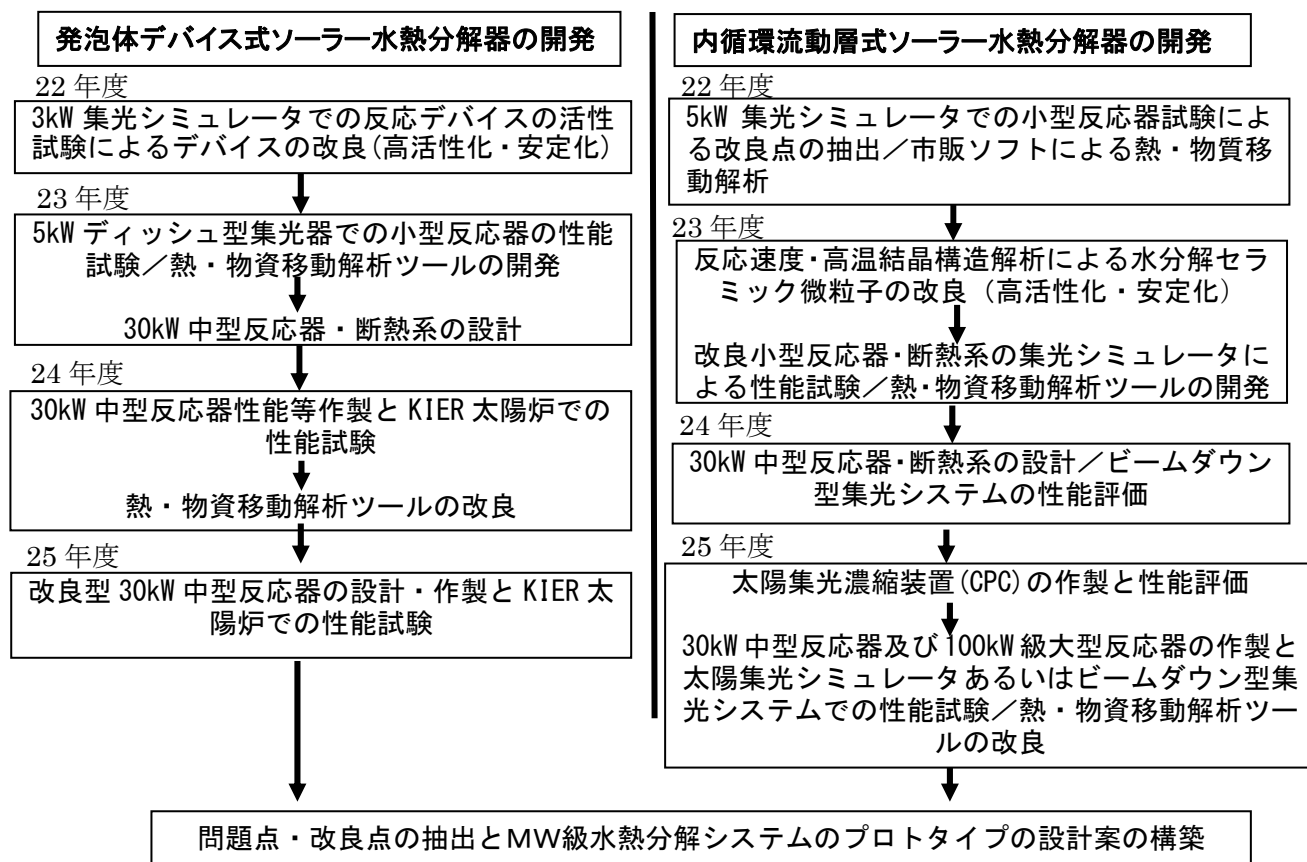 発泡体デバイス式ソーラー水熱分解器の開発
22 年度
3kW 集光シミュレータでの反応デバイスの活性
試験によるデバイスの改良(高活性化・安定化)
23 年度
5kW ディッシュ型集光器での小型反応器の性能
試験／熱・物資移動解析ツールの開発
30kW 中型反応器・断熱系の設計
24 年度
30kW 中型反応器性能等作製と KIER 太陽炉での
性能試験
熱・物資移動解析ツールの改良
25 年度
改良型 30kW 中型反応器の設計・作製と KIER 太
陽炉での性能試験
内循環流動層式ソーラー水熱分解器の開発
22 年度
5kW 集光シミュレータでの小型反応器試験によ
る改良点の抽出／市販ソフトによる熱・物質移
動解析
23 年度
反応速度・高温結晶構造解析による水分解セラ
ミック微粒子の改良（高活性化・安定化）
改良小型反応器・断熱系の集光シミュレータに
よる性能試験／熱・物資移動解析ツールの開発
24 年度
30kW 中型反応器・断熱系の設計／ビームダウン
型集光システムの性能評価
25 年度
太陽集光濃縮装置(CPC)の作製と性能評価
30kW 中型反応器及び 100kW 級大型反応器の作製と
太陽集光シミュレータあるいはビームダウン型集
光システムでの性能試験／熱・物資移動解析ツー
ルの改良
問題点・改良点の抽出とＭＷ級水熱分解システムのプロトタイプの設計案の構築